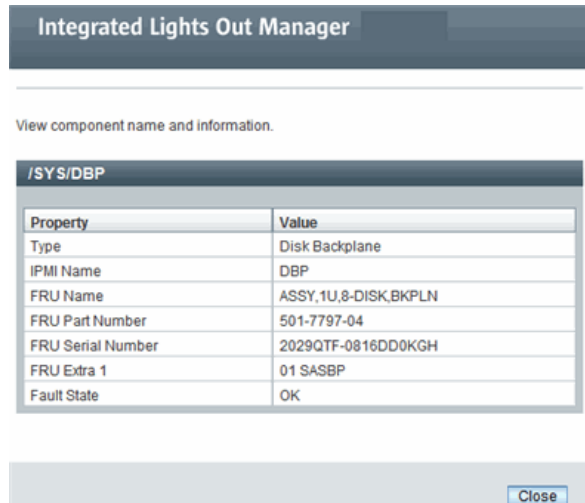 Integrated Lights Out Manager
View component name and information.
/SYS/DBP
Property Value
Type Disk Backplane
IPMI Name DBP
FRU Name ASSY,1U,8-DISK,BKPLN
FRU Part Number 501-7797-04
FRU Serial Number 2029QTF-0816DD0KGH
FRU Extra 1 01 SASBP
Fault State OK
Close